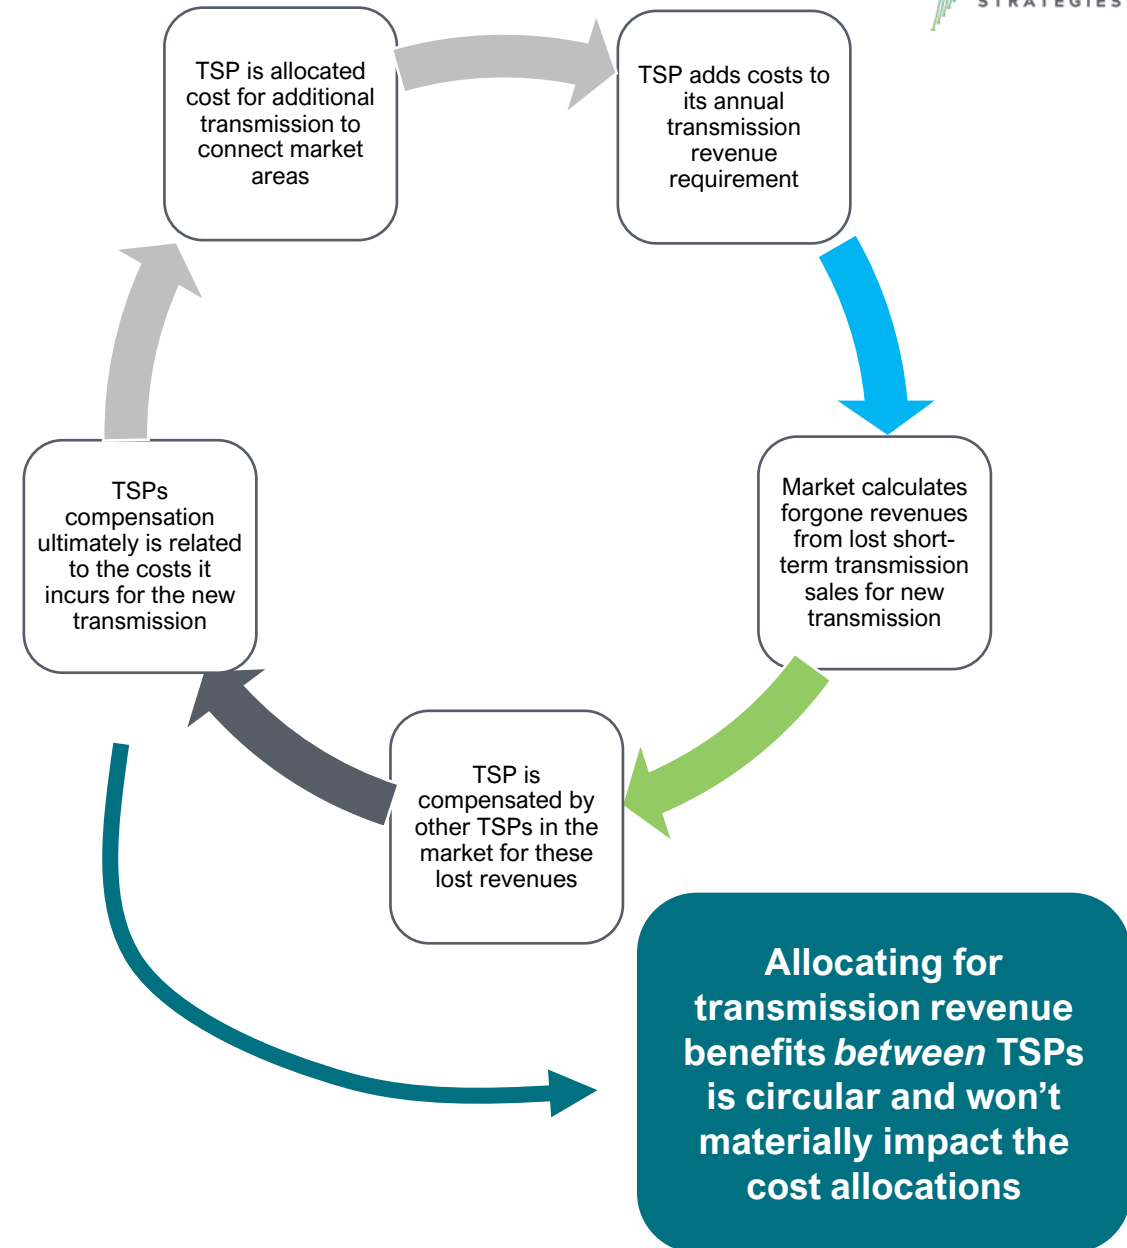 STRATEGIES
TSP is allocated
cost for additional
transmission to
connect market
areas
TSP adds costs to
its annual
transmission
revenue
requirement
Market calculates
forgone revenues
from lost short-
term transmission
sales for new
transmission
TSP is
compensated by
other TSPs in the
market for these
lost revenues
TSPs
compensation
ultimately is related
to the costs it
incurs for the new
transmission
Allocating for
transmission revenue
benefits between TSPs
is circular and won’t
materially impact the
cost allocations